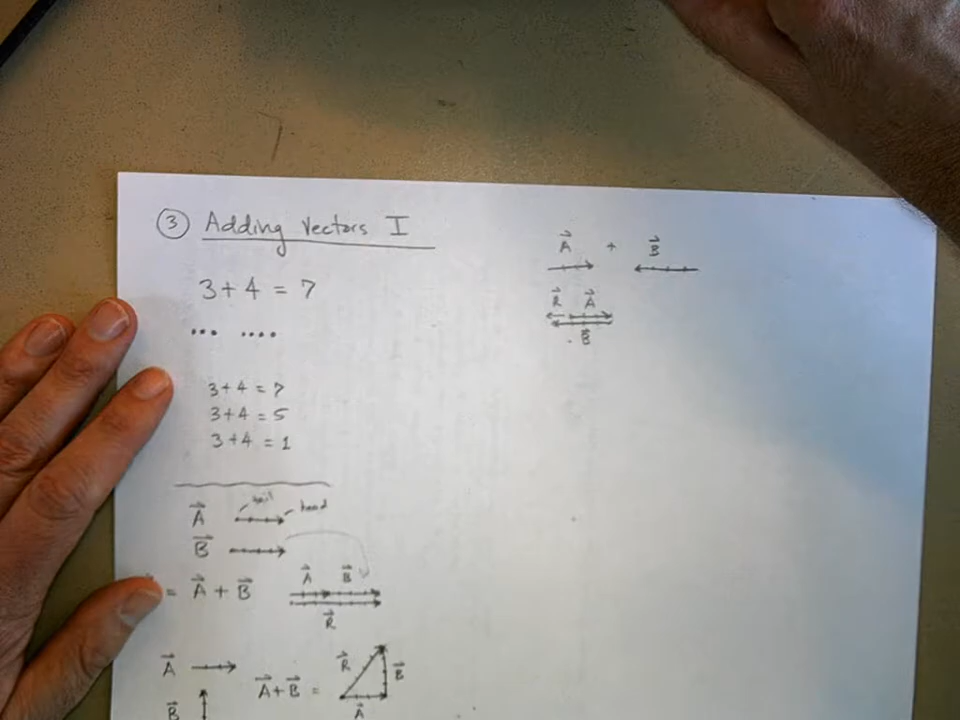 3 Adding Vectors I
3 + 4 = 7
3 + 4 = 7
3 + 4 = 5
3 + 4 = 1
A tail head
B
= A + B A B
R
A
A + B = R B
B A
A + B
R A
B